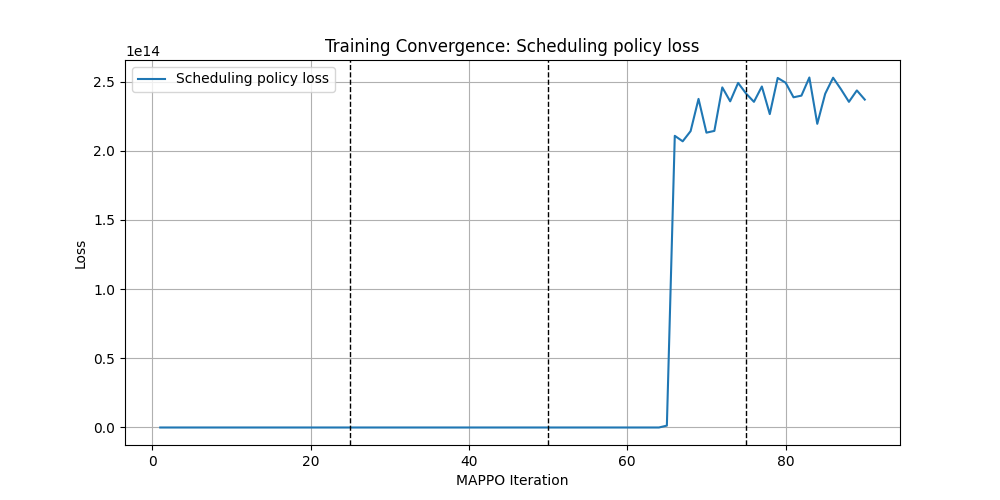 Training Convergence: Scheduling policy loss
1e14
Scheduling policy loss
2.5
2.0
1.5
1.0
0.5
0.0
Loss
0 20 40 60 80
MAPPO Iteration